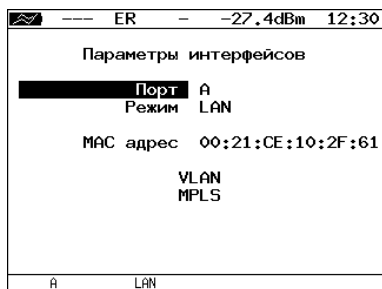 --- ER - -27.4dBm 12:30
Параметры интерфейсов
Порт A
Режим LAN
MAC адрес 00:21:CE:10:2F:61
VLAN
MPLS
A LAN